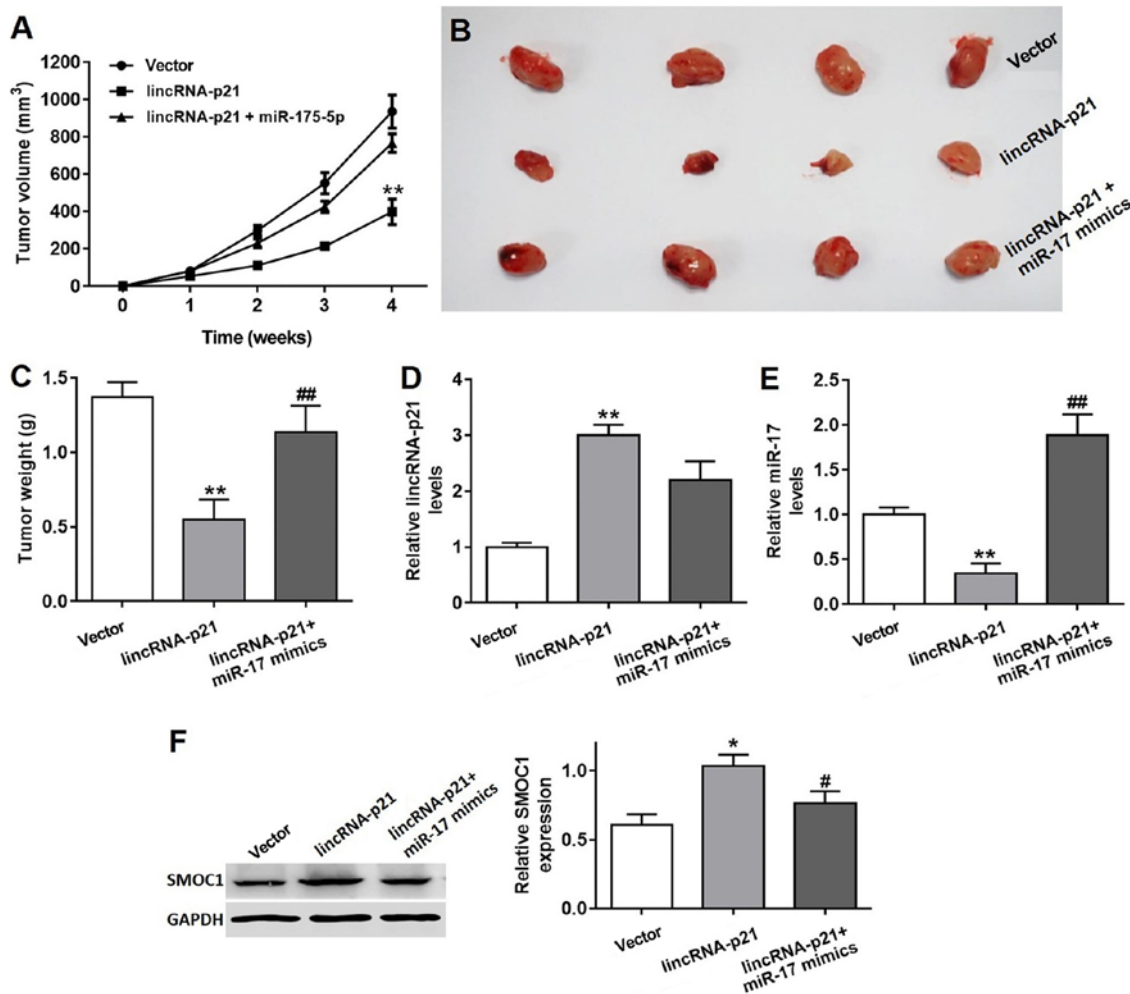 A
Tumor volume (mm3)
1200
1000
800
600
400
200
0
Vector
lincRNA-p21
lincRNA-p21 + miR-175-5p
**
0 1 2 3 4
Time (weeks)
B
Vector
lincRNA-p21
lincRNA-p21 +
miR-17 mimics
C
Tumor weight (g)
1.5
1.0
0.5
0.0
**
##
Vector
lincRNA-p21
lincRNA-p21+
miR-17 mimics
D
Relative lincRNA-p21
levels
4
3
2
1
0
**
Vector
lincRNA-p21
lincRNA-p21+
miR-17 mimics
E
Relative miR-17
levels
2.5
2.0
1.5
1.0
0.5
0.0
**
##
Vector
lincRNA-p21
lincRNA-p21+
miR-17 mimics
F
Vector
lincRNA-p21
lincRNA-p21+
miR-17 mimics
SMOC1
GAPDH
Relative SMOC1
expression
1.0
0.5
0.0
*
#
Vector
lincRNA-p21
lincRNA-p21+
miR-17 mimics